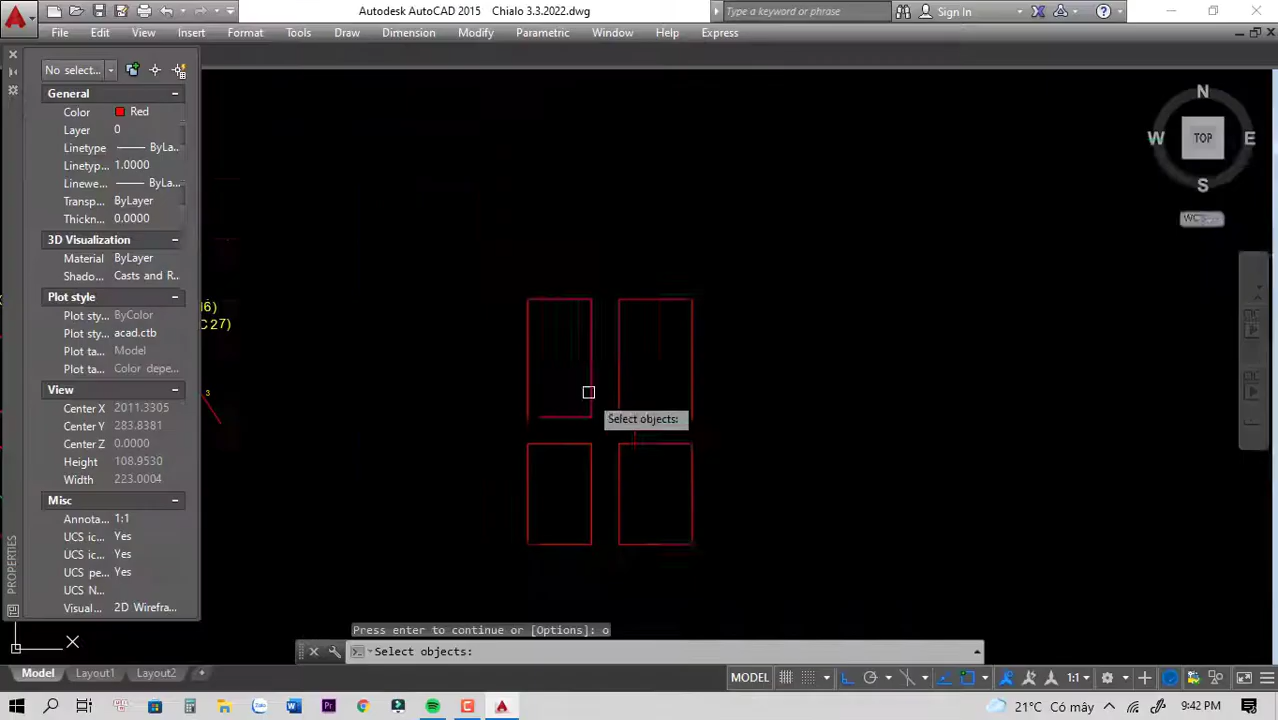 Autodesk AutoCAD 2015 Chialo 3.3.2022.dwg
Type a keyword or phrase
Sign In
File Edit View Insert Format Tools Draw Dimension Modify Parametric Window Help Express
No select...
General
Color Red
Layer 0
Linetype ByLa...
Linetyp... 1.0000
Linewe... ByLa...
Transp... ByLayer
Thickn... 0.0000
3D Visualization
Material ByLayer
Shado... Casts and R...
Plot style
Plot sty... ByColor
Plot sty... acad.ctb
Plot ta... Model
Plot ta... Color depe...
View
Center X 2011.3305
Center Y 283.8381
Center Z 0.0000
Height 108.9530
Width 223.0004
Misc
Annota... 1:1
UCS ic... Yes
UCS ic... Yes
UCS pe... Yes
UCS N...
Visual... 2D Wirefra...
PROPERTIES
C 27)
3
N
W TOP E
S
Select objects:
X
Press enter to continue or [Options]: o
Select objects:
Model Layout1 Layout2 +
MODEL
1:1
W
Pr
21°C Có mây
9:42 PM